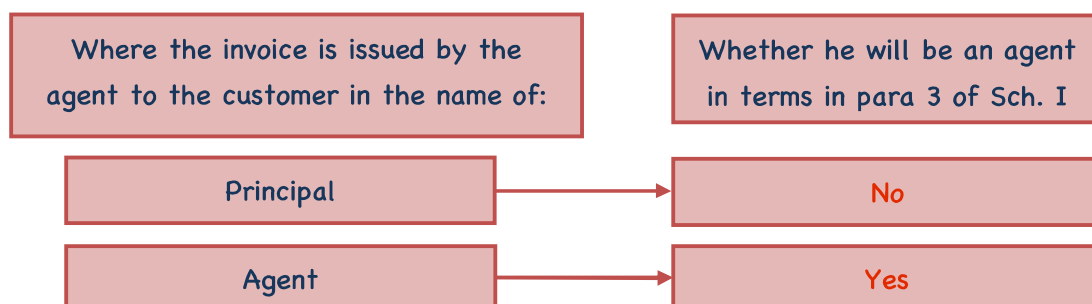 Where the invoice is issued by the
agent to the customer in the name of:
Whether he will be an agent
in terms in para 3 of Sch. I
Principal
No
Agent
Yes